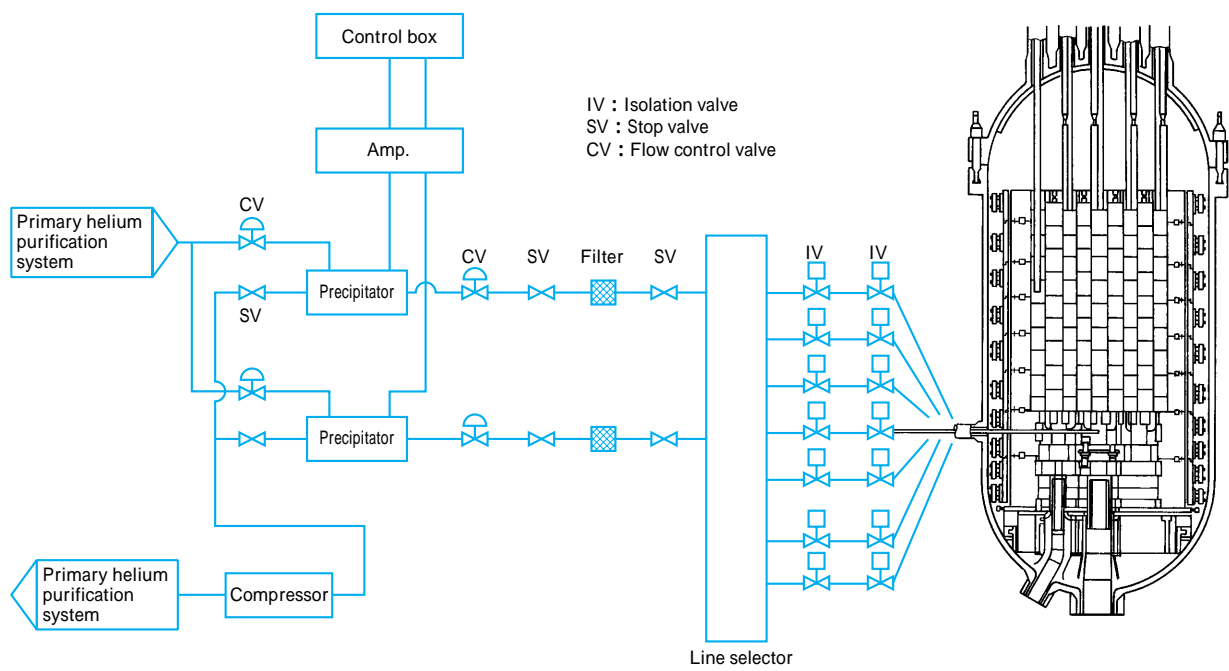 Control box
Amp.
IV : Isolation valve
SV : Stop valve
CV : Flow control valve
Primary helium
purification
system
CV
Precipitator
CV
SV
Filter
SV
IV
IV
SV
Precipitator
Primary helium
purification
system
Compressor
Line selector